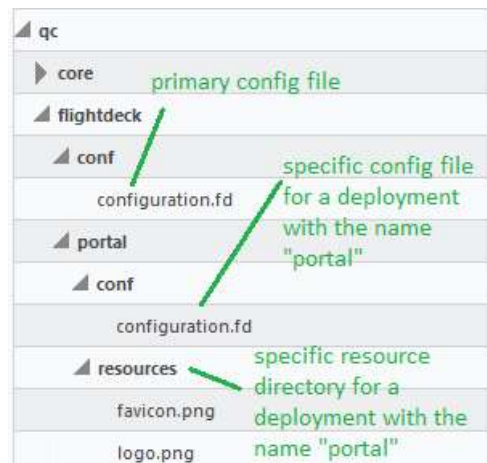 qc
core
primary config file
flightdeck
conf
specific config file
configuration.fd
for a deployment
with the name
portal
"portal"
conf
configuration.fd
specific resource
resources
directory for a
favicon.png
deployment with the
logo.png
name "portal"